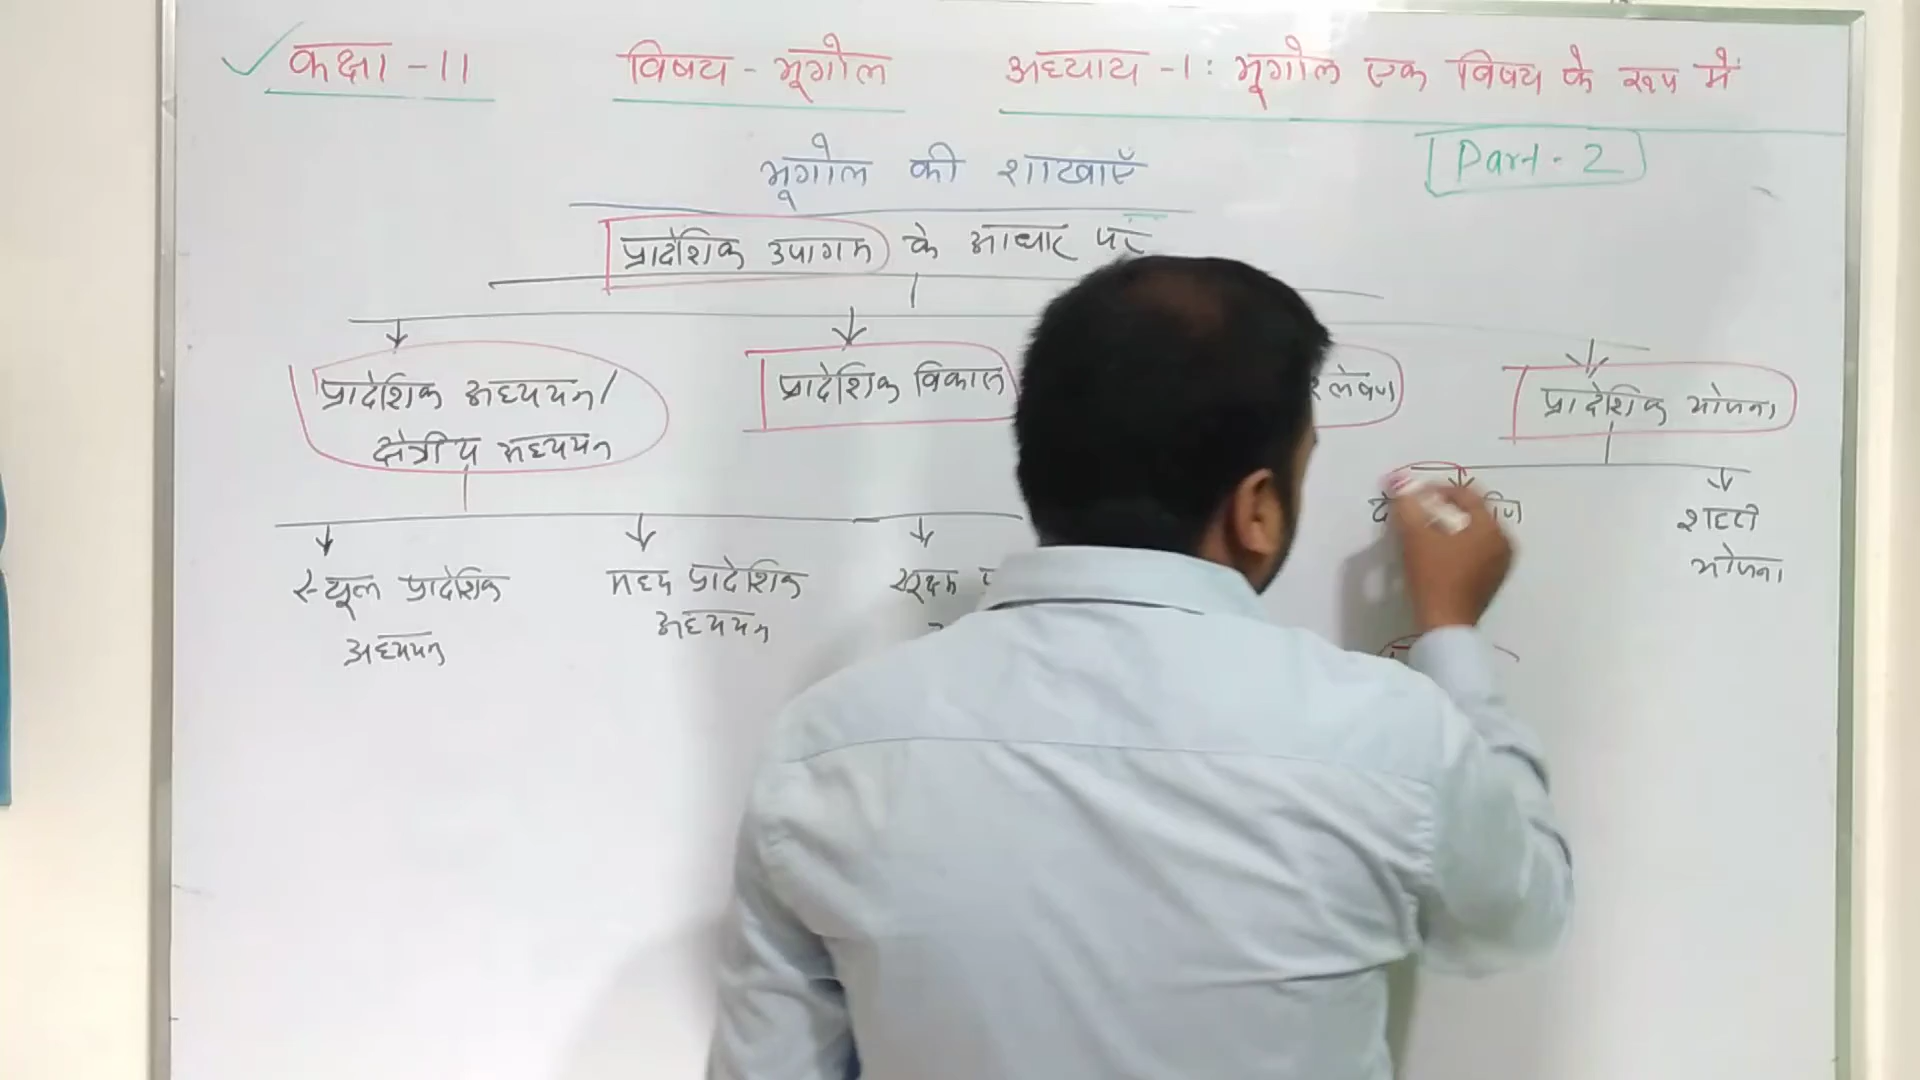 कक्षा - 11 विषय - भूगोल अध्याय - 1 : भूगोल एक विषय के रूप में
भूगोल की शाखाएँ
Part - 2
प्रादेशिक उपागम के आधार पर
प्रादेशिक अध्ययन/
क्षेत्रीय अध्ययन
प्रादेशिक विकास
प्रादेशिक योजना
स्थूल प्रादेशिक
अध्ययन
मध्य प्रादेशिक
अध्ययन
सूक्ष्म
शहरी
योजना